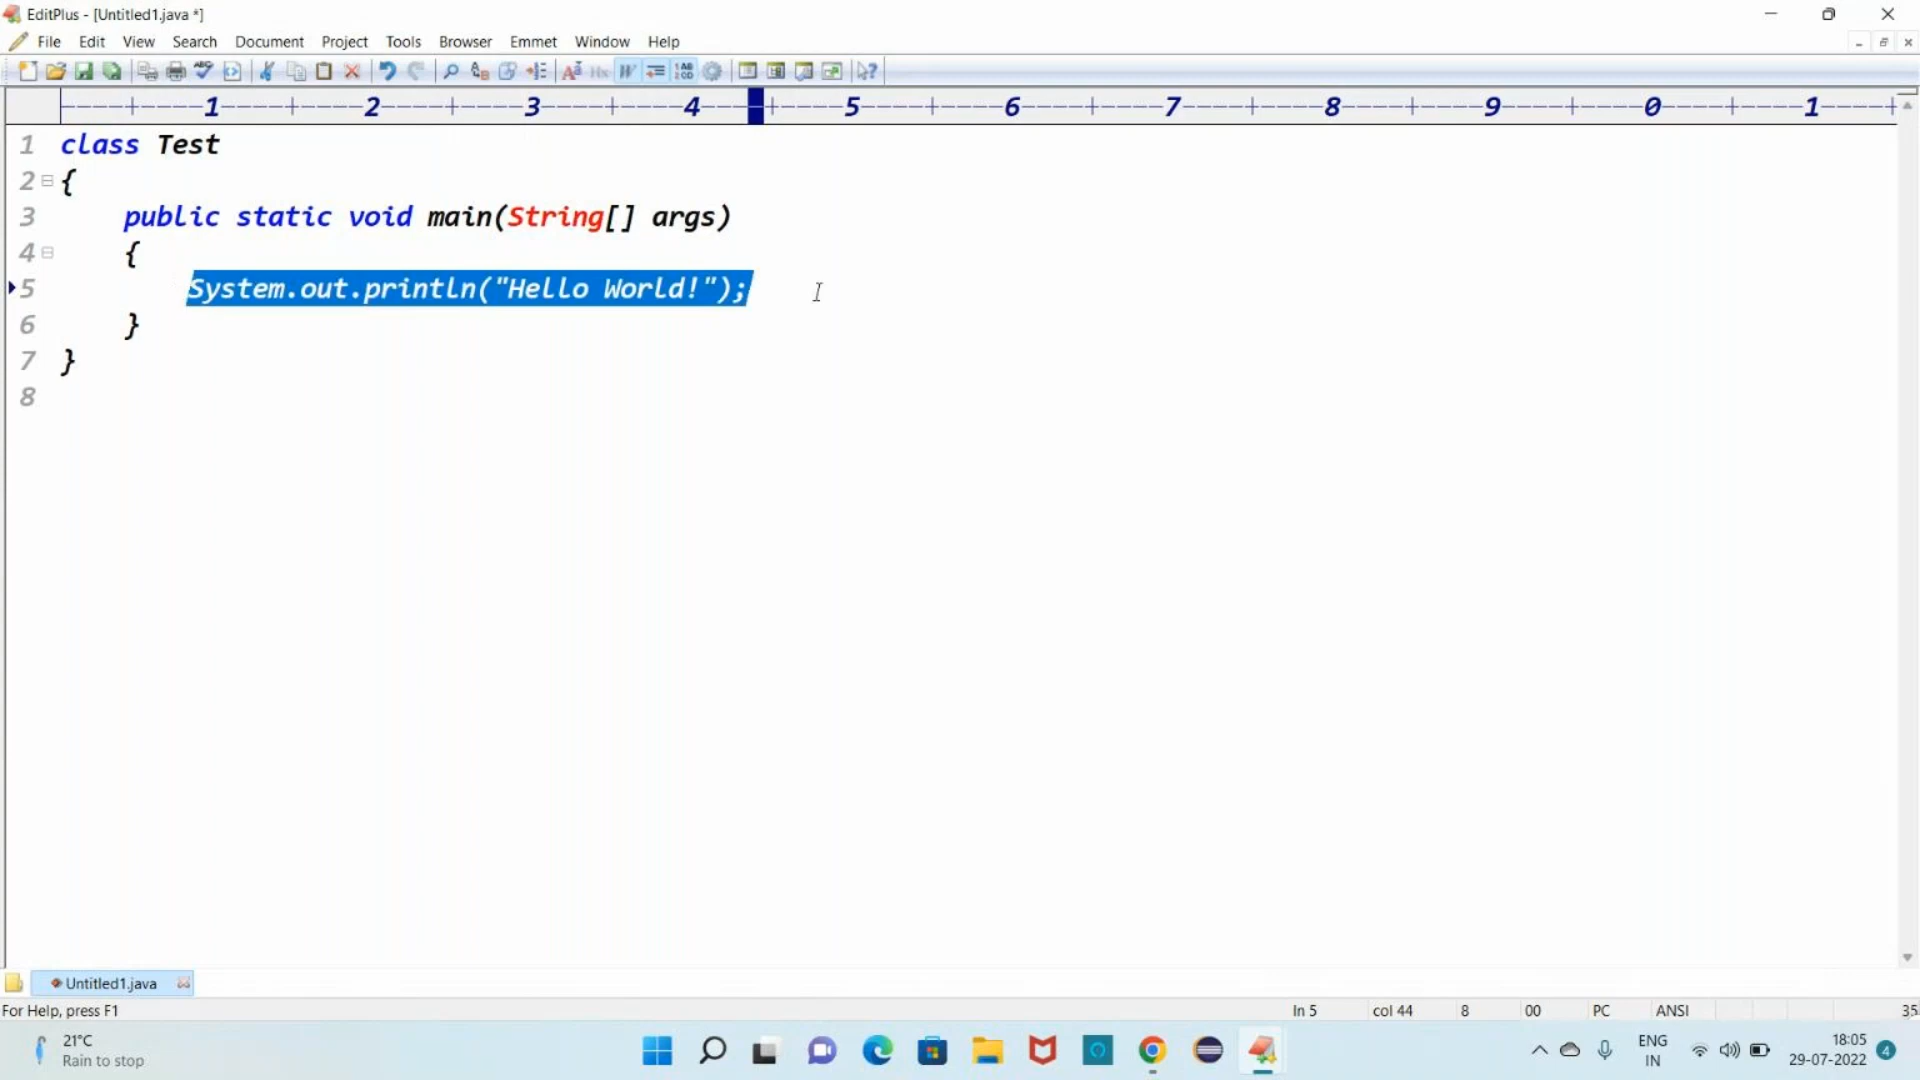 EditPlus - [Untitled1.java *]
File Edit View Search Document Project Tools Browser Emmet Window Help
----+----1----+----2----+----3----+----4----+----5----+----6----+----7----+----8----+----9----+----0----+----1----+
1 class Test
2 {
3 public static void main(String[] args)
4 {
5 System.out.println("Hello World!");
6 }
7 }
8
Untitled1.java
For Help, press F1 ln 5 col 44 8 00 PC ANSI 35
21°C
Rain to stop
ENG
IN
18:05
29-07-2022
4